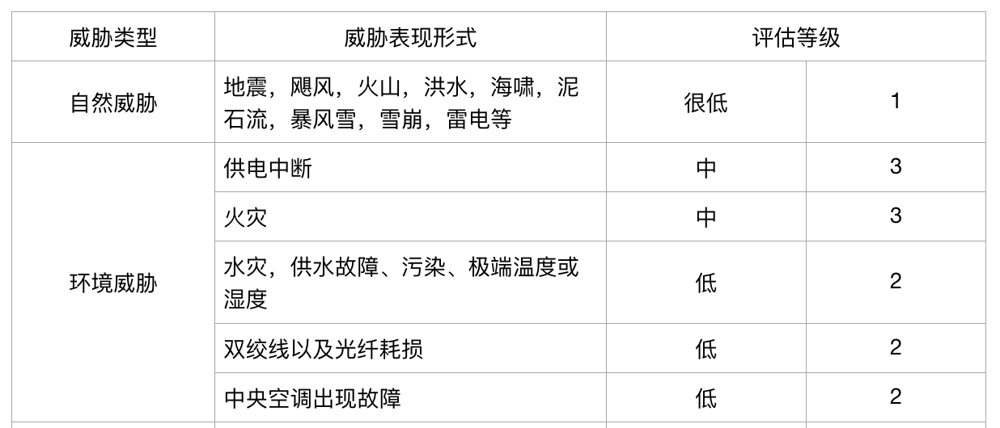 威胁类型 威胁表现形式 评估等级
自然威胁 地震，飓风，火山，洪水，海啸，泥 很低 1
石流，暴风雪，雪崩，雷电等
环境威胁 供电中断 中 3
火灾 中 3
水灾，供水故障、污染、极端温度或 低 2
湿度
双绞线以及光纤耗损 低 2
中央空调出现故障 低 2